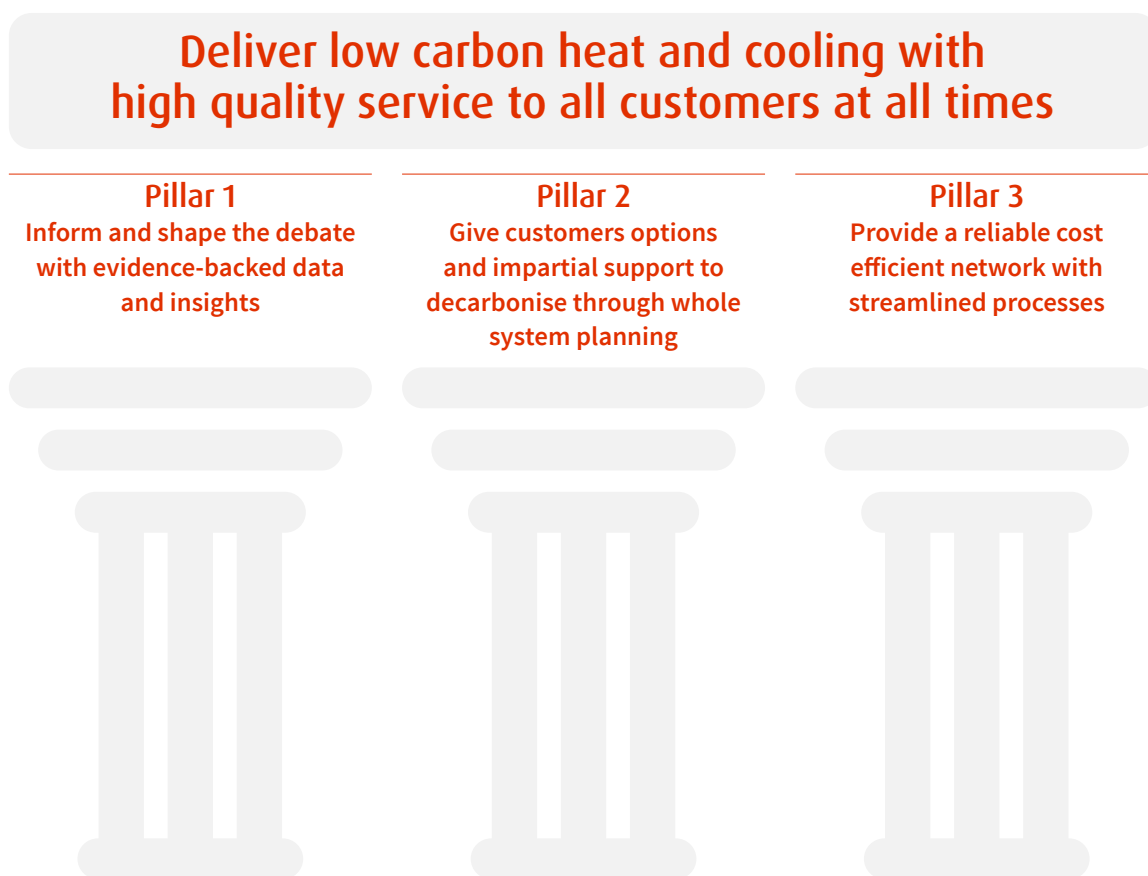 Deliver low carbon heat and cooling with
high quality service to all customers at all times
Pillar 1
Inform and shape the debate
with evidence-backed data
and insights
Pillar 2
Give customers options
and impartial support to
decarbonise through whole
system planning
Pillar 3
Provide a reliable cost
efficient network with
streamlined processes